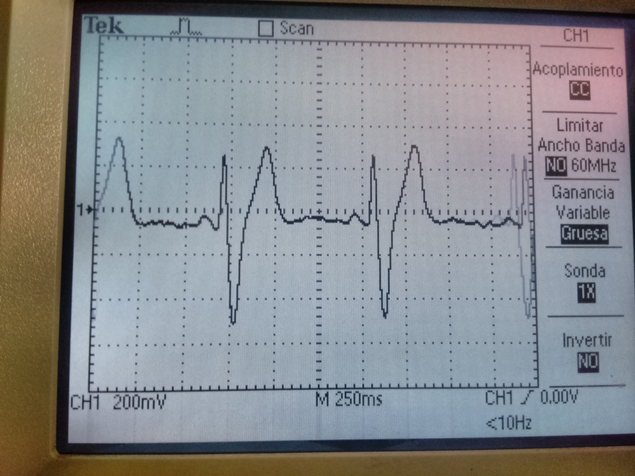 Tek
Scan
CH1
Acoplamiento
CC
Limitar
Ancho Banda
NO 60MHz
Ganancia
Variable
Gruesa
Sonda
1X
Invertir
NO
1
CH1 200mV
M 250ms
CH1 / 0.00V
<10Hz